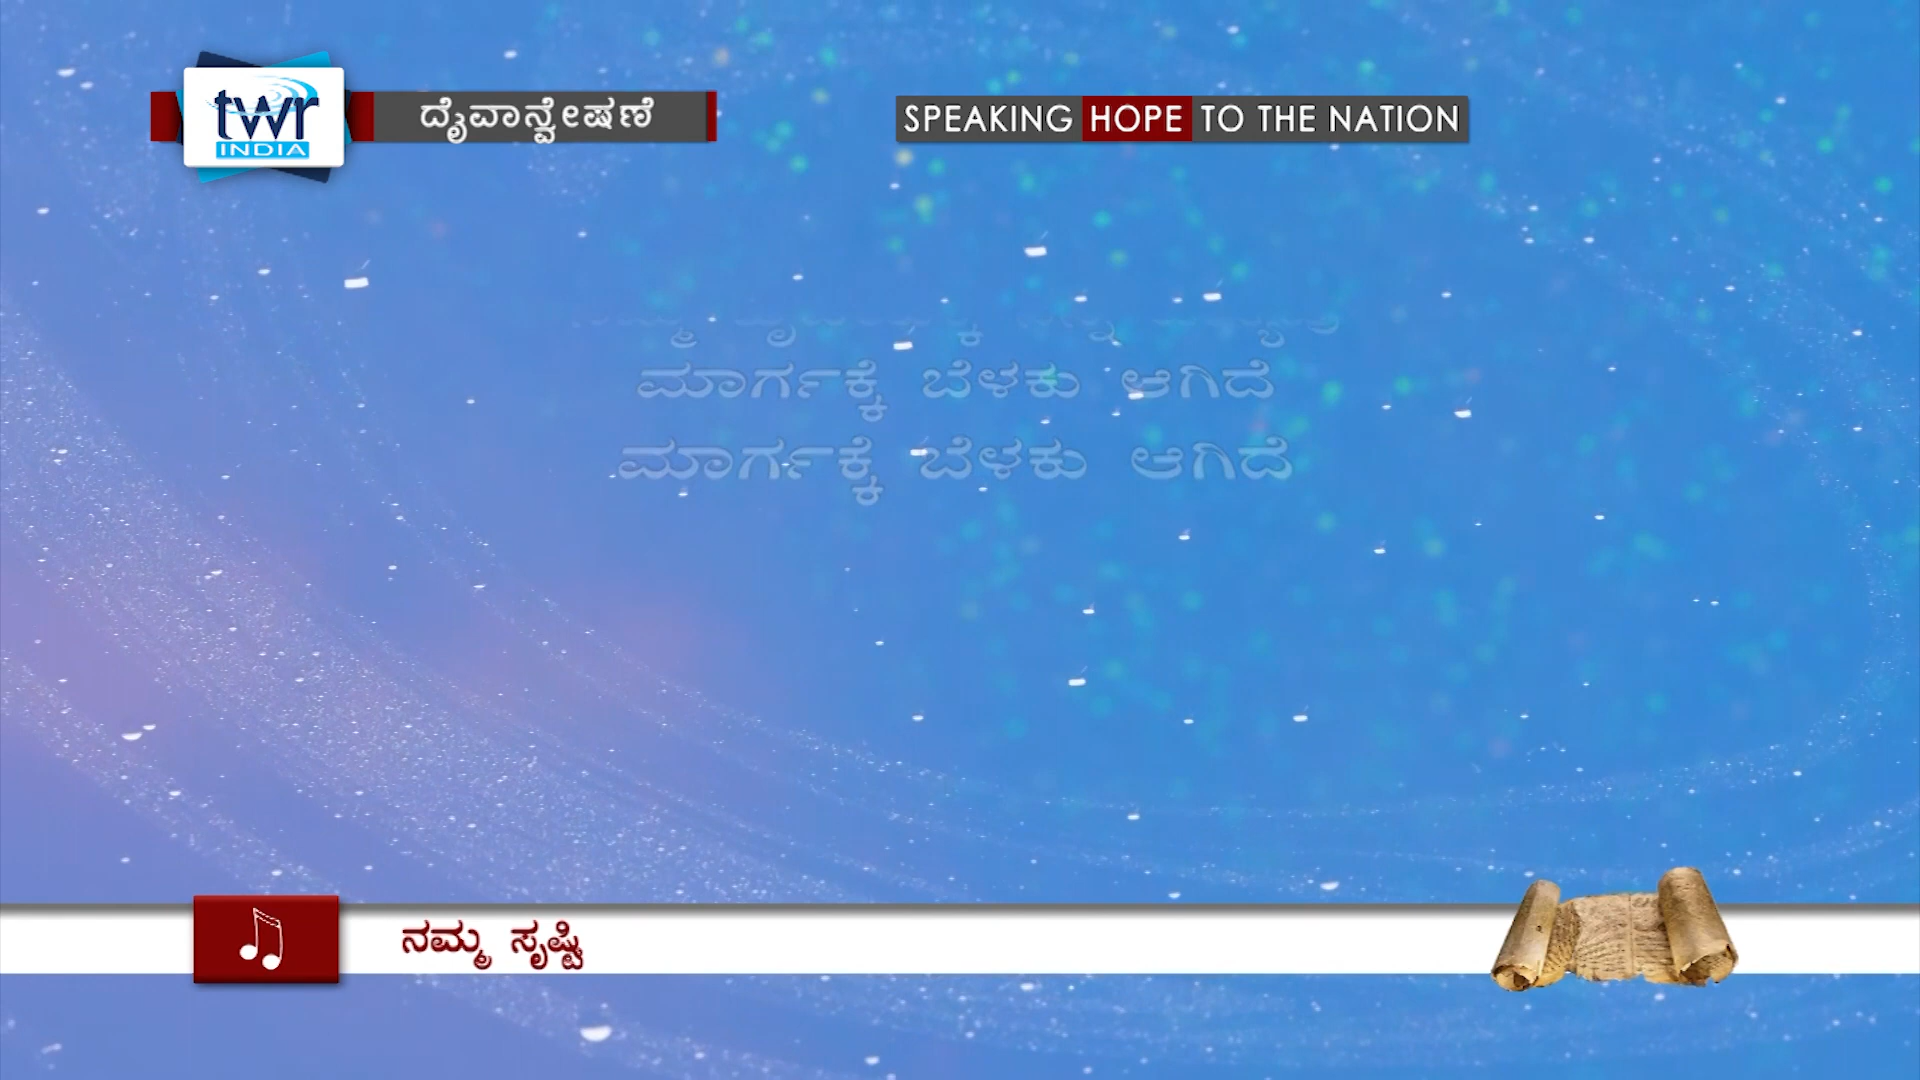 twr
INDIA
ದೈವಾನ್ವೇಷಣೆ
SPEAKING HOPE TO THE NATION
ಮಾರ್ಗಕ್ಕೆ ಬೆಳಕು ಆಗಿದೆ
ಮಾರ್ಗಕ್ಕೆ ಬೆಳಕು ಆಗಿದೆ
ನಮ್ಮ ಸೃಷ್ಟಿ